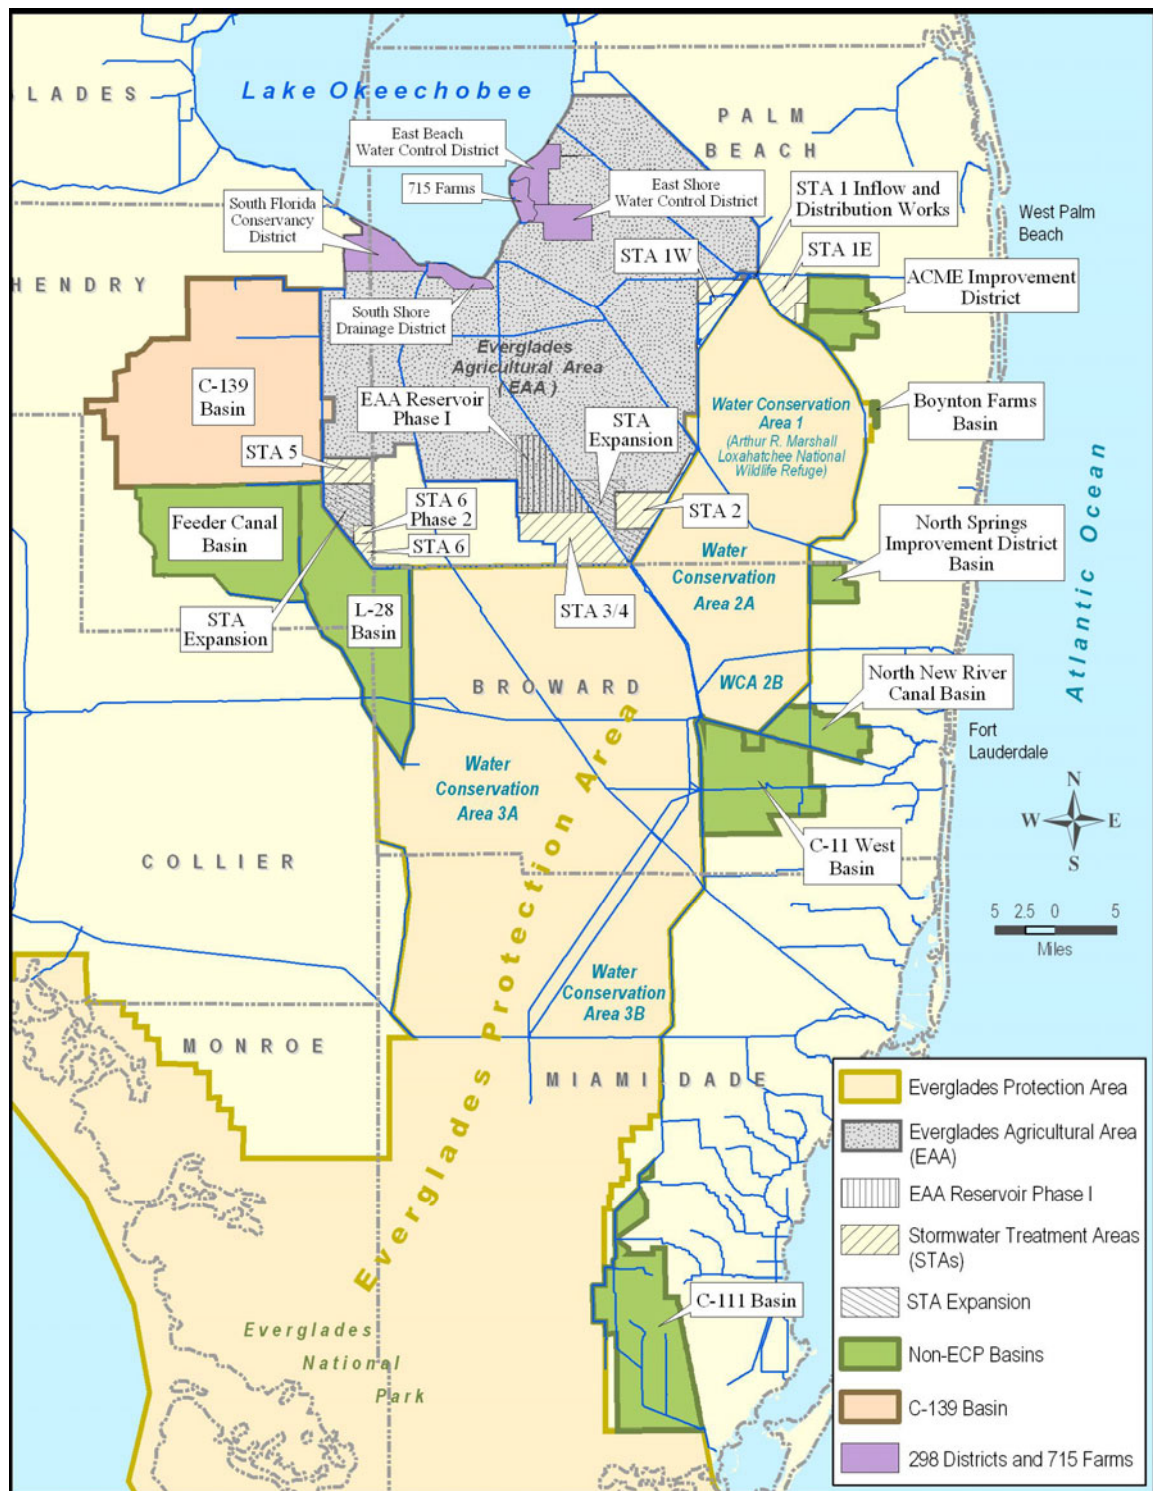 LADES
Lake Okeechobee
PALM
BEACH
East Beach
Water Control District
715 Farms
East Shore
Water Control District
STA 1 Inflow and
Distribution Works
South Florida
Conservancy
District
West Palm
Beach
STA 1W
STA 1E
HENDRY
ACME Improvement
District
South Shore
Drainage District
Everglades
Agricultural Area
(EAA)
C-139
Basin
EAA Reservoir
Phase I
STA
Expansion
Water Conservation
Area 1
(Arthur R. Marshall
Loxahatchee National
Wildlife Refuge)
Boynton Farms
Basin
STA 5
STA 6
Phase 2
STA 2
Feeder Canal
Basin
North Springs
Improvement District
Basin
STA 6
Water
Conservation
Area 2A
Atlantic Ocean
STA
Expansion
L-28
Basin
STA 3/4
BROWARD
WCA 2B
North New River
Canal Basin
Fort
Lauderdale
Water
Conservation
Area 3A
N
W
E
S
COLLIER
C-11 West
Basin
5 2.5 0 5
Miles
Everglades Protection Area
Water
Conservation
Area 3B
MONROE
MIAMI DADE
C-111 Basin
Everglades
National
Park
Everglades Protection Area
Everglades Agricultural Area
(EAA)
EAA Reservoir Phase I
Stormwater Treatment Areas
(STAs)
STA Expansion
Non-ECP Basins
C-139 Basin
298 Districts and 715 Farms